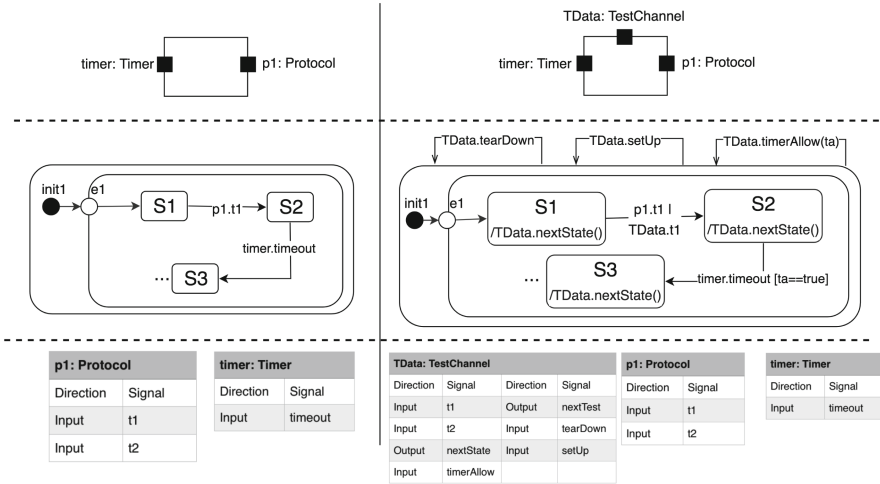 timer: Timer
p1: Protocol
TData: TestChannel
timer: Timer
p1: Protocol
init1
e1
S1
p1.t1
S2
timer.timeout
... S3
TData.tearDown
TData.setUp
TData.timerAllow(ta)
init1
e1
S1
/TData.nextState()
p1.t1 |
TData.t1
S2
/TData.nextState()
timer.timeout [ta==true]
... S3
/TData.nextState()
p1: Protocol
Direction Signal
Input t1
Input t2
timer: Timer
Direction Signal
Input timeout
TData: TestChannel
Direction Signal Direction Signal
Input t1 Output nextTest
Input t2 Input tearDown
Output nextState Input setUp
Input timerAllow
p1: Protocol
Direction Signal
Input t1
Input t2
timer: Timer
Direction Signal
Input timeout